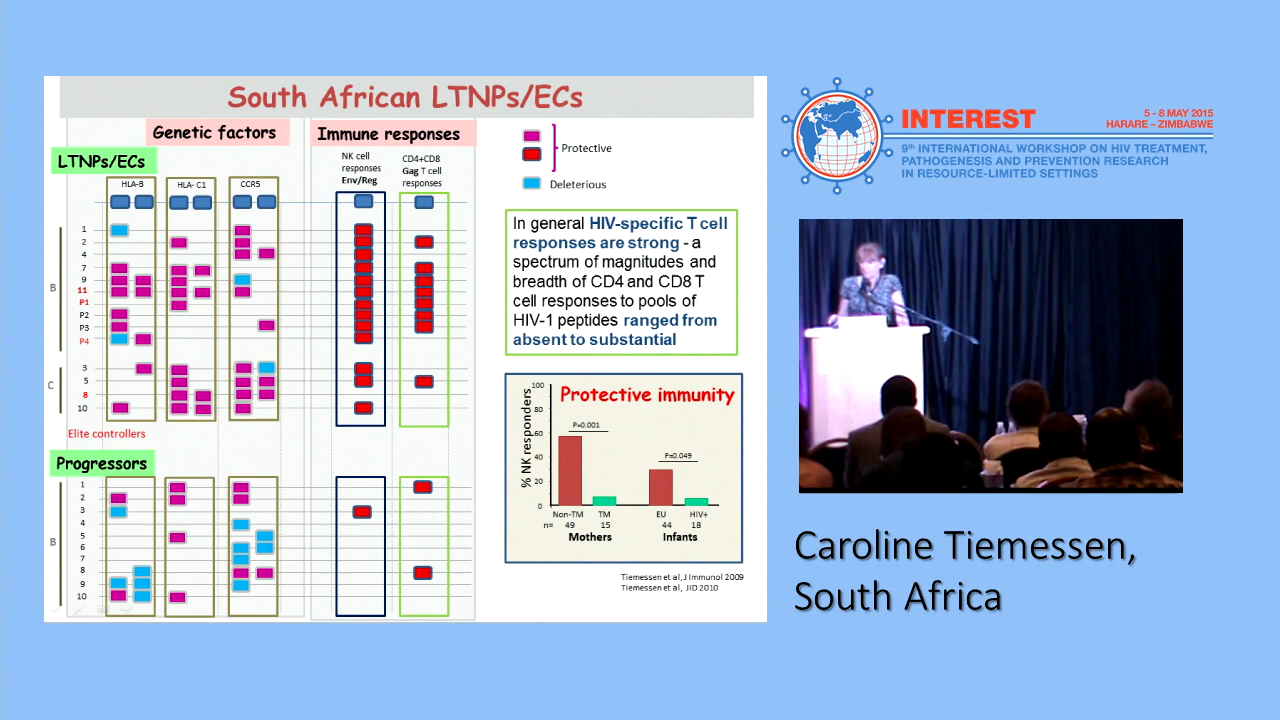 South African LTNPs/ECs
Genetic factors
Immune responses
LTNPs/ECs
HLA-B
HLA- C1
CCR5
NK cell
responses
Env/Reg
CD4+CD8
Gag T cell
responses
Protective
Deleterious
1
2
4
7
9
11
P1
P2
P3
P4
B
3
5
8
10
C
Elite controllers
Progressors
1
2
3
4
5
6
7
8
9
10
B
In general HIV-specific T cell
responses are strong - a
spectrum of magnitudes and
breadth of CD4 and CD8 T
cell responses to pools of
HIV-1 peptides ranged from
absent to substantial
Protective immunity
% NK responders
100
80
60
40
20
0
P=0.001
P=0.049
Non-TM TM EU HIV+
n= 49 15 44 18
Mothers Infants
Tiemessen et al, J Immunol 2009
Tiemessen et al, JID 2010
INTEREST
5 - 8 MAY 2015
HARARE – ZIMBABWE
9th INTERNATIONAL WORKSHOP ON HIV TREATMENT,
PATHOGENESIS AND PREVENTION RESEARCH
IN RESOURCE-LIMITED SETTINGS
Caroline Tiemessen,
South Africa